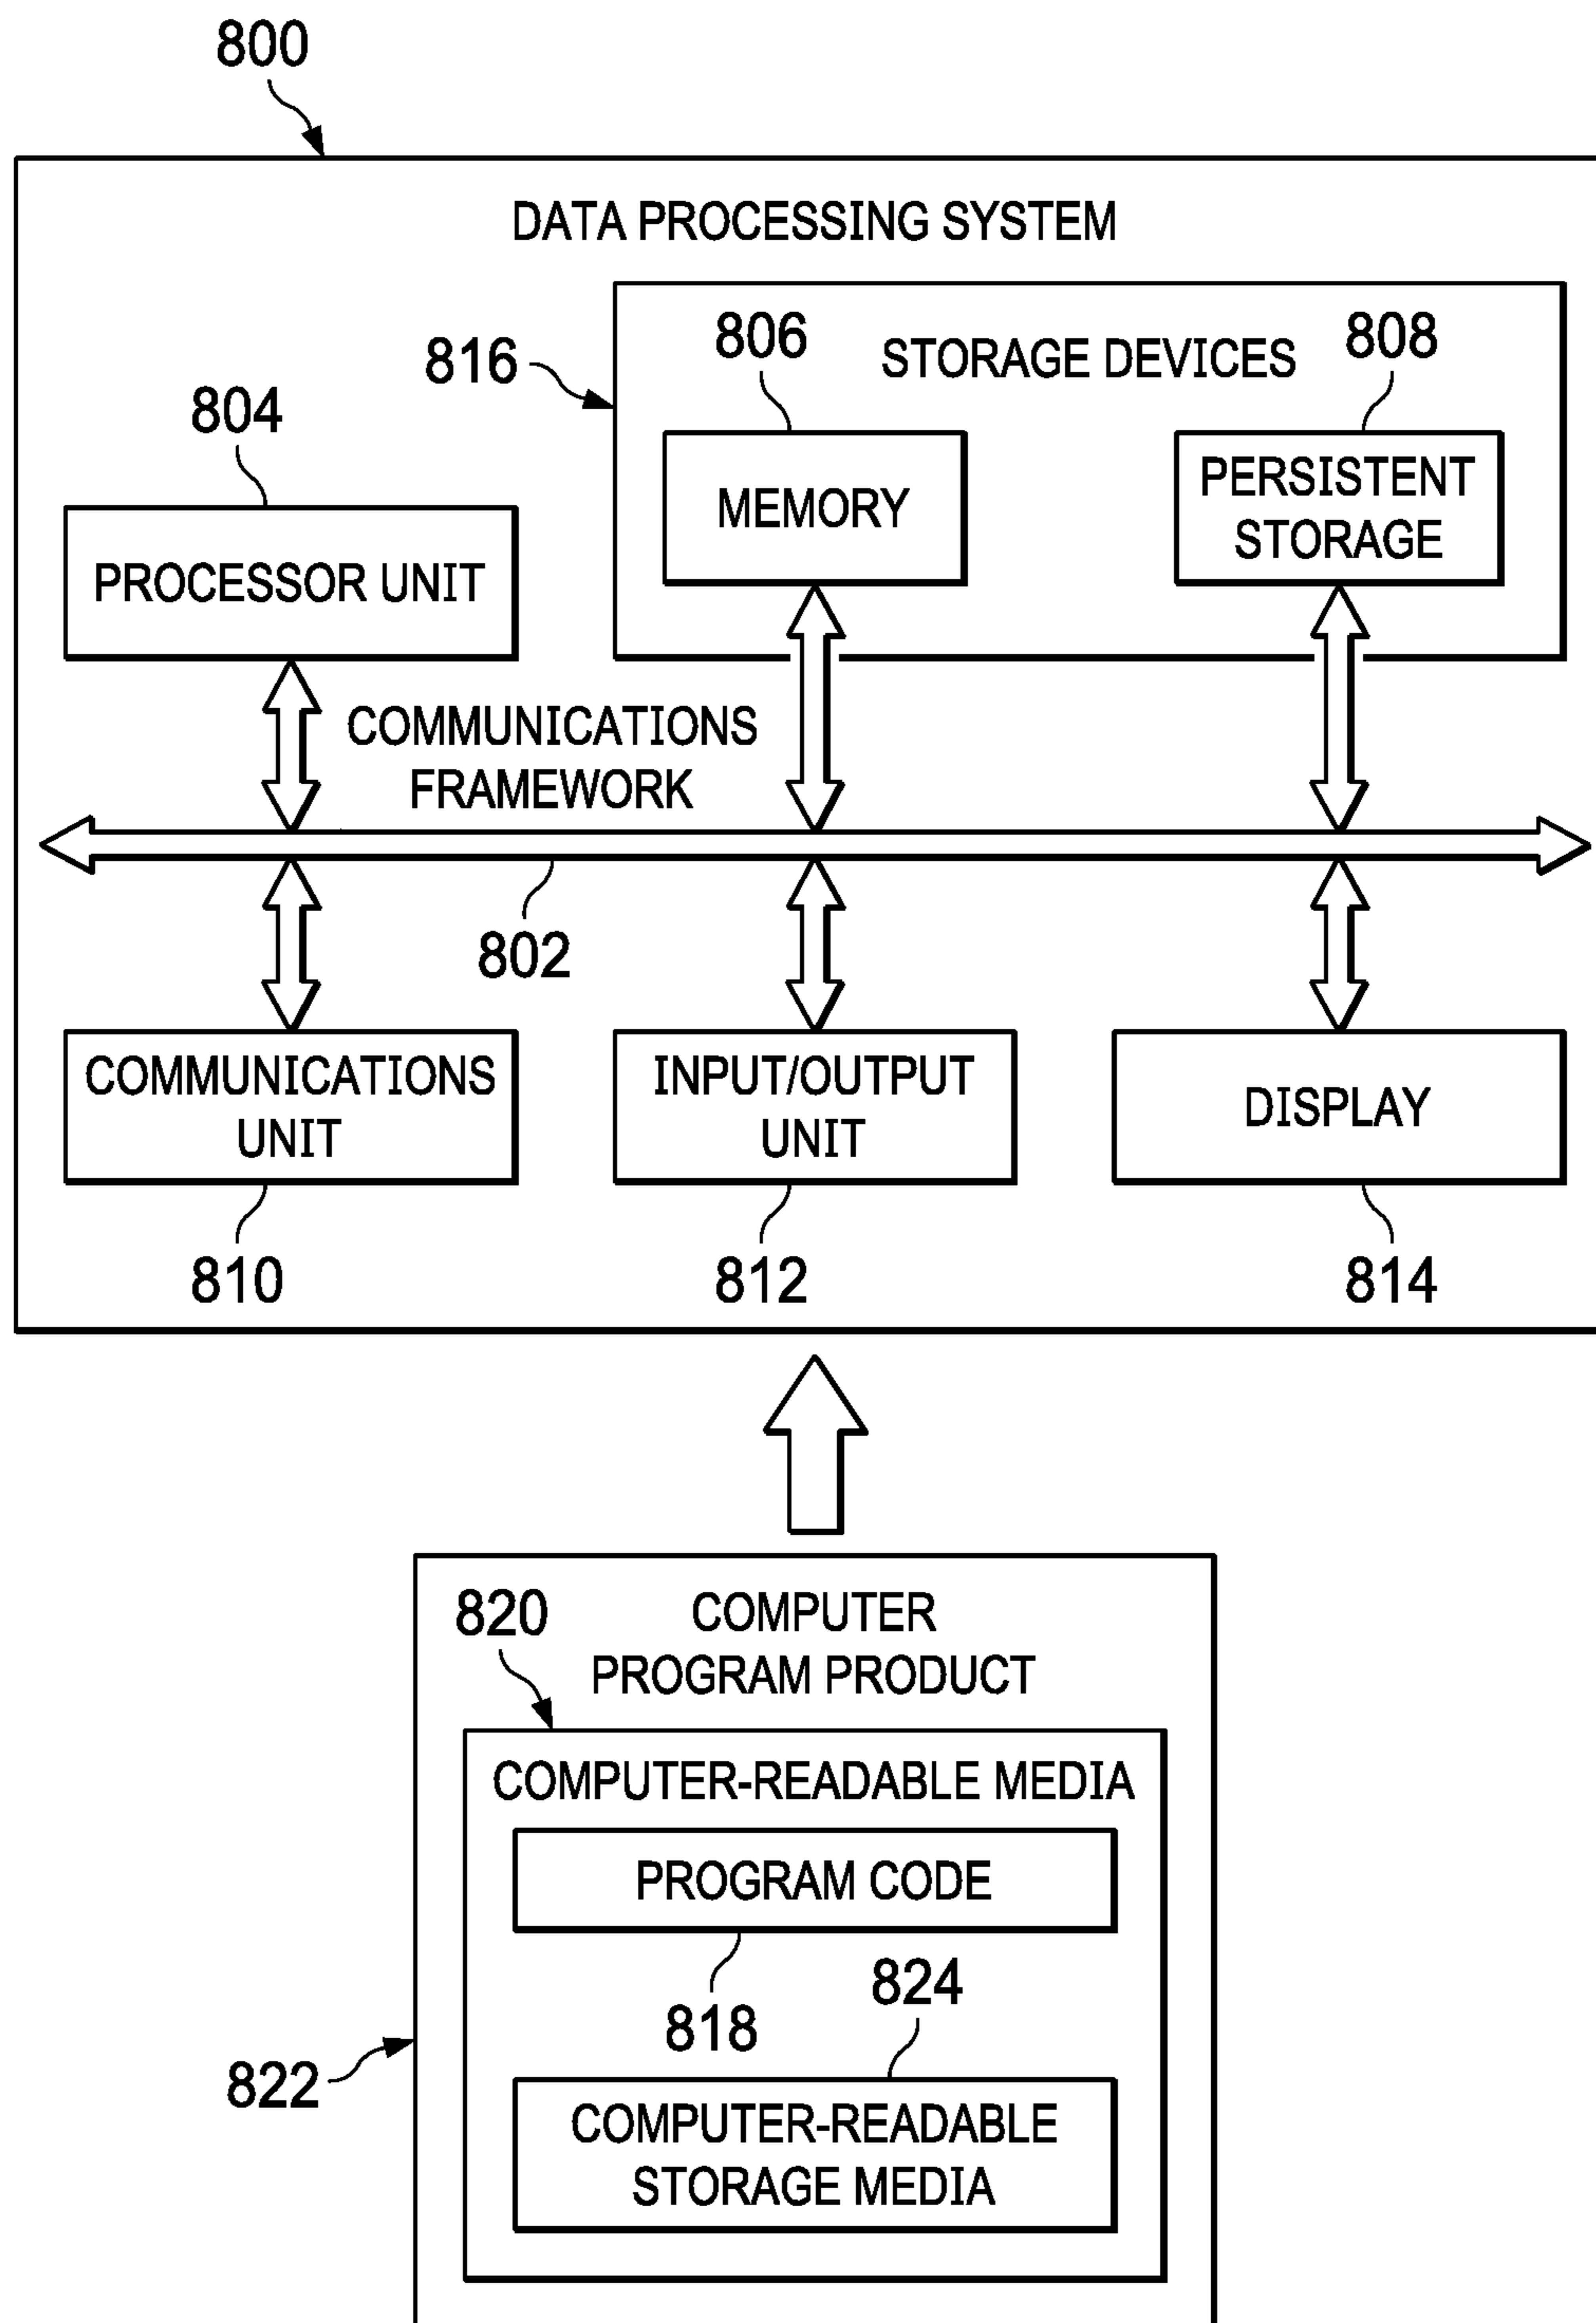 800
DATA PROCESSING SYSTEM
816
806
STORAGE DEVICES
808
804
MEMORY
PERSISTENT
STORAGE
PROCESSOR UNIT
COMMUNICATIONS
FRAMEWORK
802
COMMUNICATIONS
UNIT
INPUT/OUTPUT
UNIT
DISPLAY
810
812
814
820
COMPUTER
PROGRAM PRODUCT
COMPUTER-READABLE MEDIA
PROGRAM CODE
818
824
822
COMPUTER-READABLE
STORAGE MEDIA